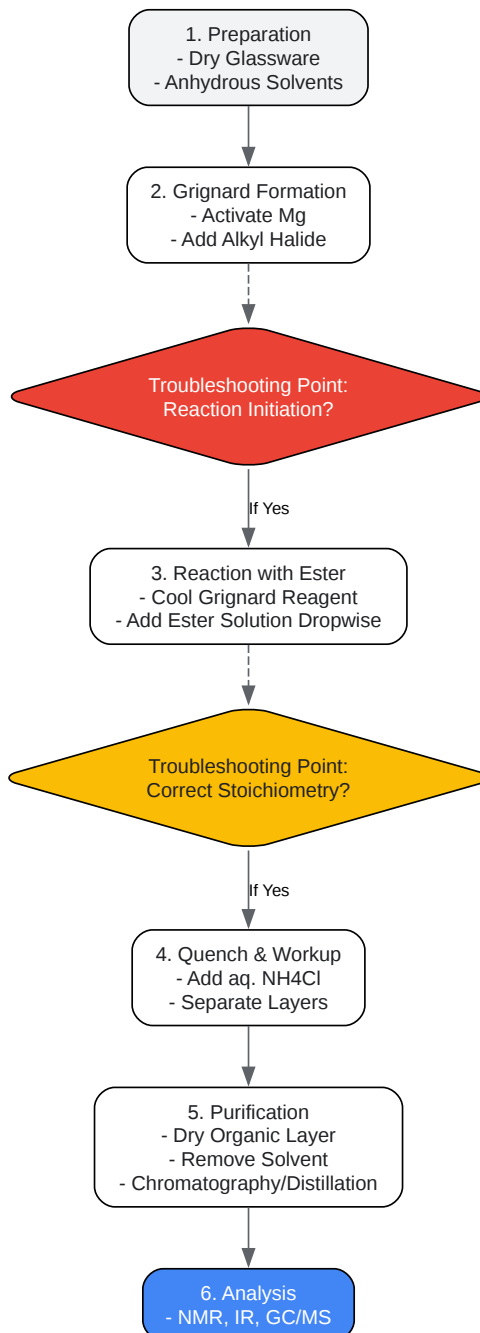 1. Preparation
- Dry Glassware
- Anhydrous Solvents
2. Grignard Formation
- Activate Mg
- Add Alkyl Halide
Troubleshooting Point:
Reaction Initiation?
If Yes
3. Reaction with Ester
- Cool Grignard Reagent
- Add Ester Solution Dropwise
Troubleshooting Point:
Correct Stoichiometry?
If Yes
4. Quench & Workup
- Add aq. NH4Cl
- Separate Layers
5. Purification
- Dry Organic Layer
- Remove Solvent
- Chromatography/Distillation
6. Analysis
- NMR, IR, GC/MS